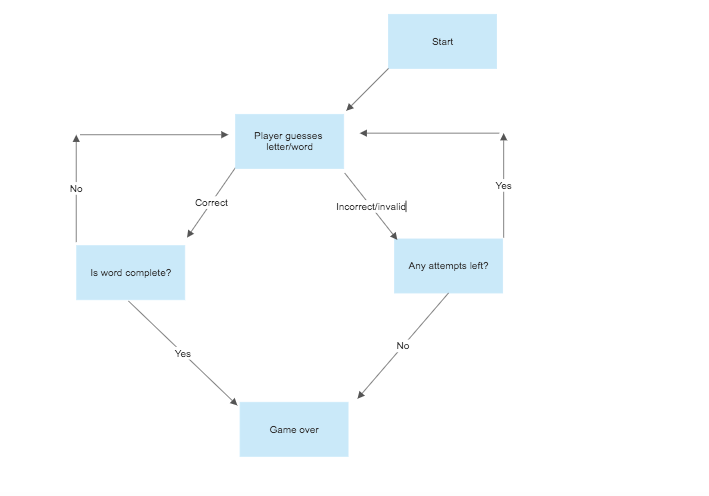 Start
Player guesses
letter/word
No
Yes
Correct
Incorrect/invalid
Is word complete?
Any attempts left?
Yes
No
Game over